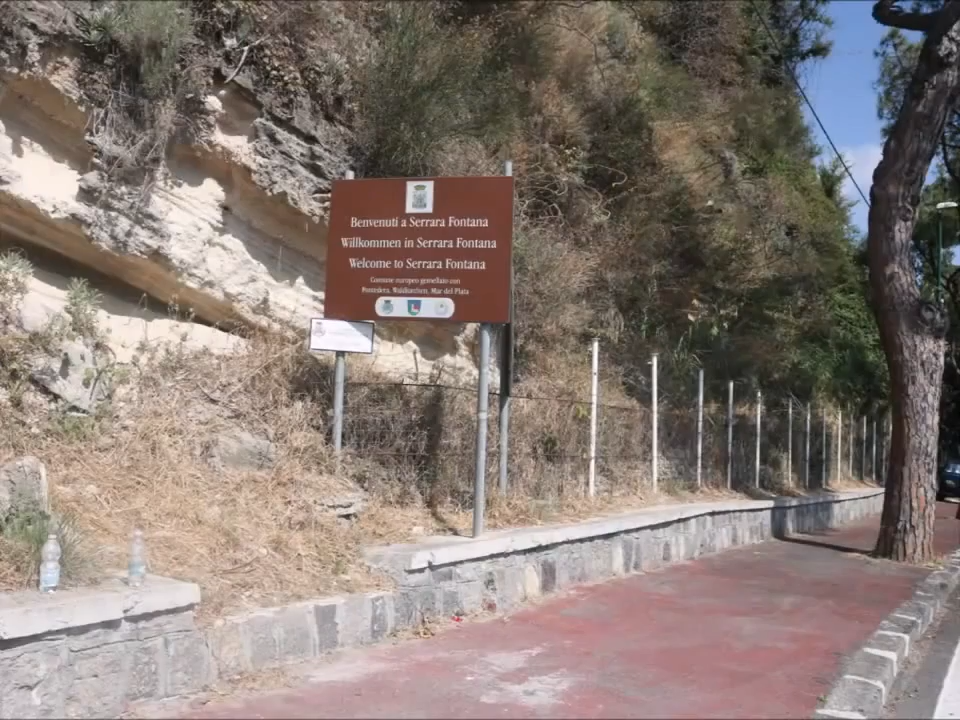 Benvenuti a Serrara Fontana
Willkommen in Serrara Fontana
Welcome to Serrara Fontana
Comune europeo gemellato con
Pontedera, Waldkirchen, Mar del Plata